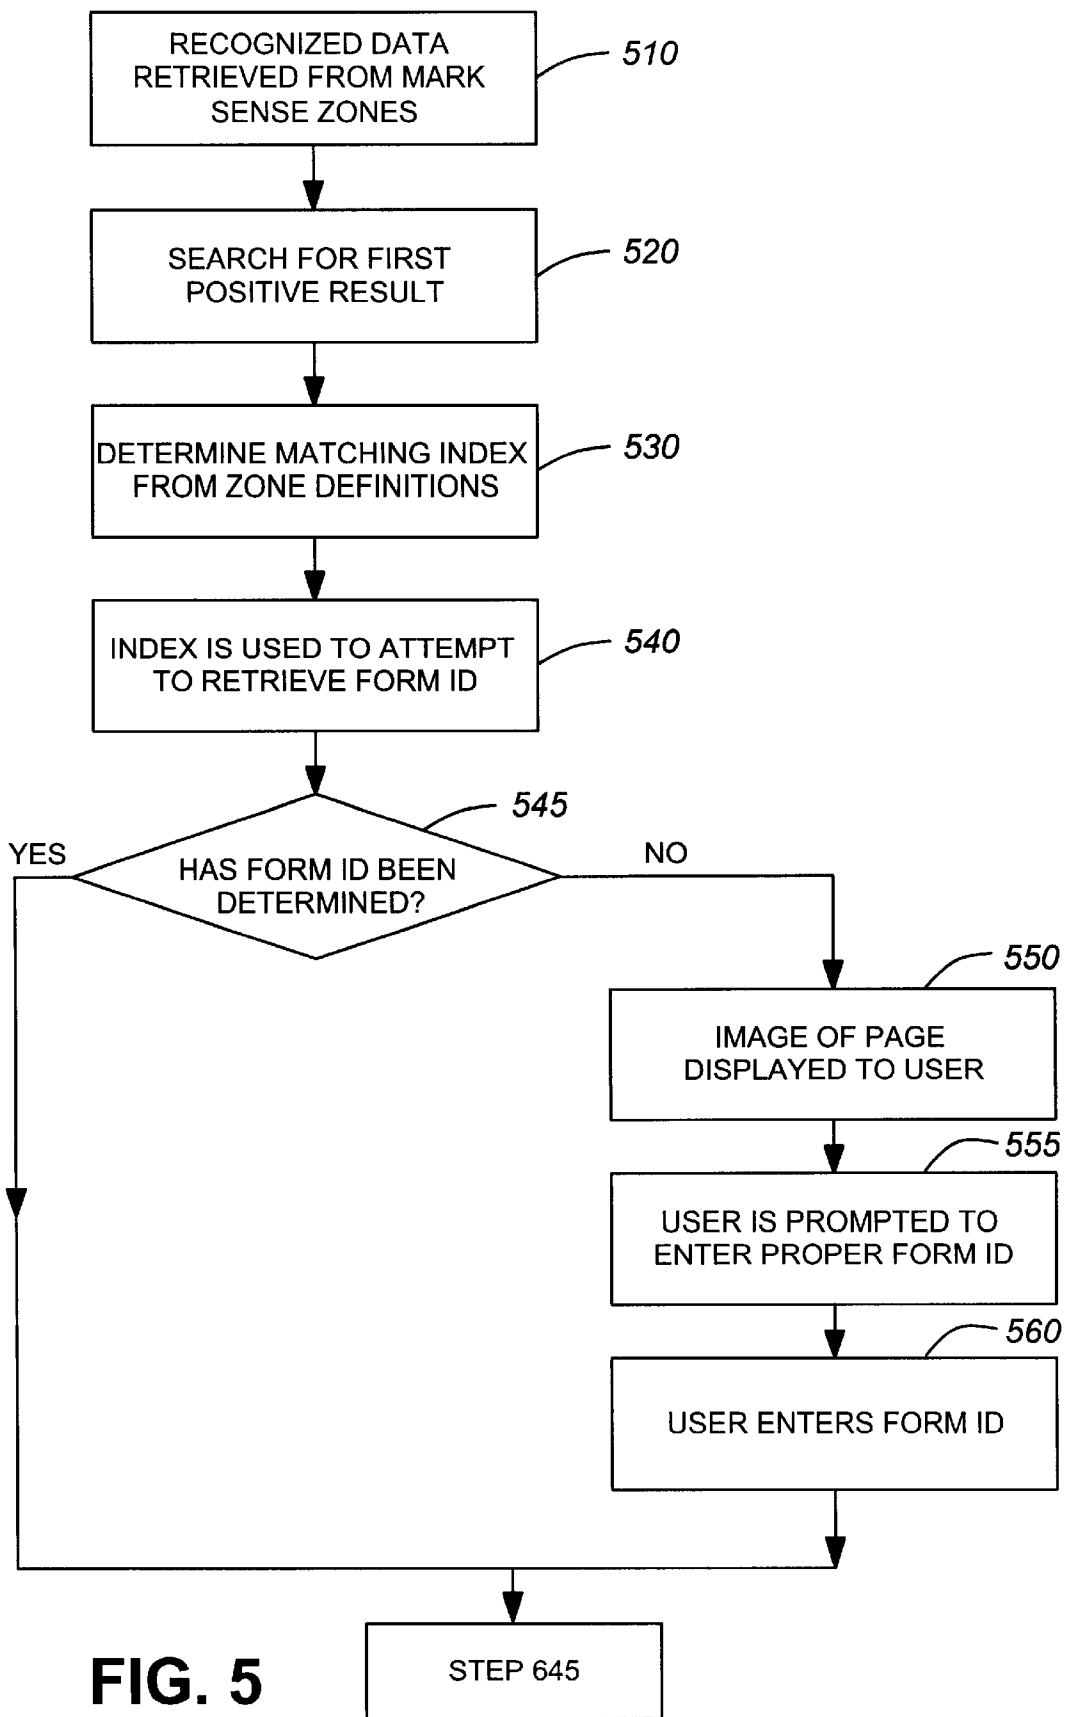 RECOGNIZED DATA
RETRIEVED FROM MARK
SENSE ZONES
510
SEARCH FOR FIRST
POSITIVE RESULT
520
DETERMINE MATCHING INDEX
FROM ZONE DEFINITIONS
530
INDEX IS USED TO ATTEMPT
TO RETRIEVE FORM ID
540
545
YES
HAS FORM ID BEEN
DETERMINED?
NO
550
IMAGE OF PAGE
DISPLAYED TO USER
555
USER IS PROMPTED TO
ENTER PROPER FORM ID
560
USER ENTERS FORM ID
STEP 645
FIG. 5